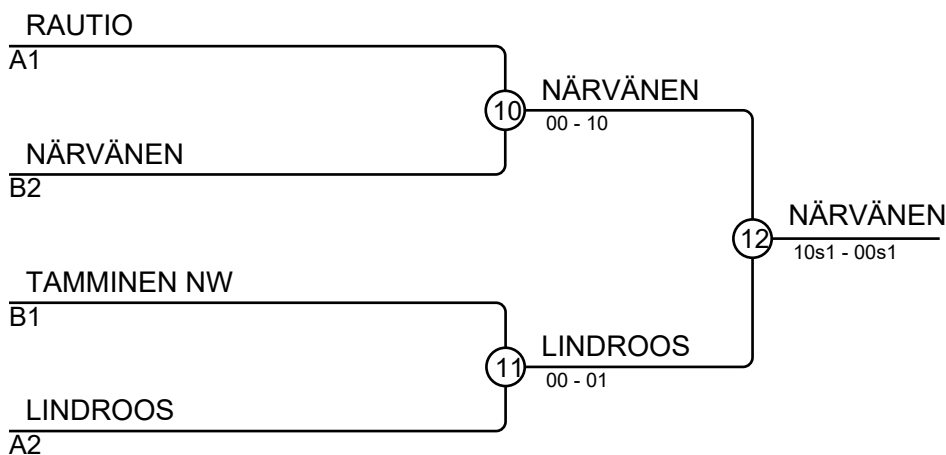 RAUTIO
A1
10
NÄRVÄNEN
00 - 10
NÄRVÄNEN
B2
12
NÄRVÄNEN
10s1 - 00s1
TAMMINEN NW
B1
11
LINDROOS
00 - 01
LINDROOS
A2